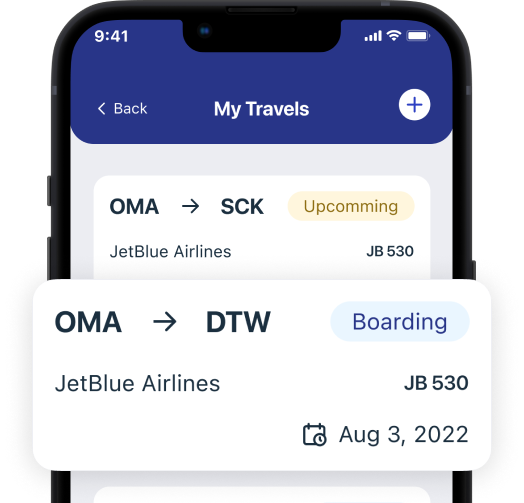 9:41
Back My Travels
OMA → SCK Upcomming
JetBlue Airlines JB 530
OMA → DTW Boarding
JetBlue Airlines JB 530
Aug 3, 2022